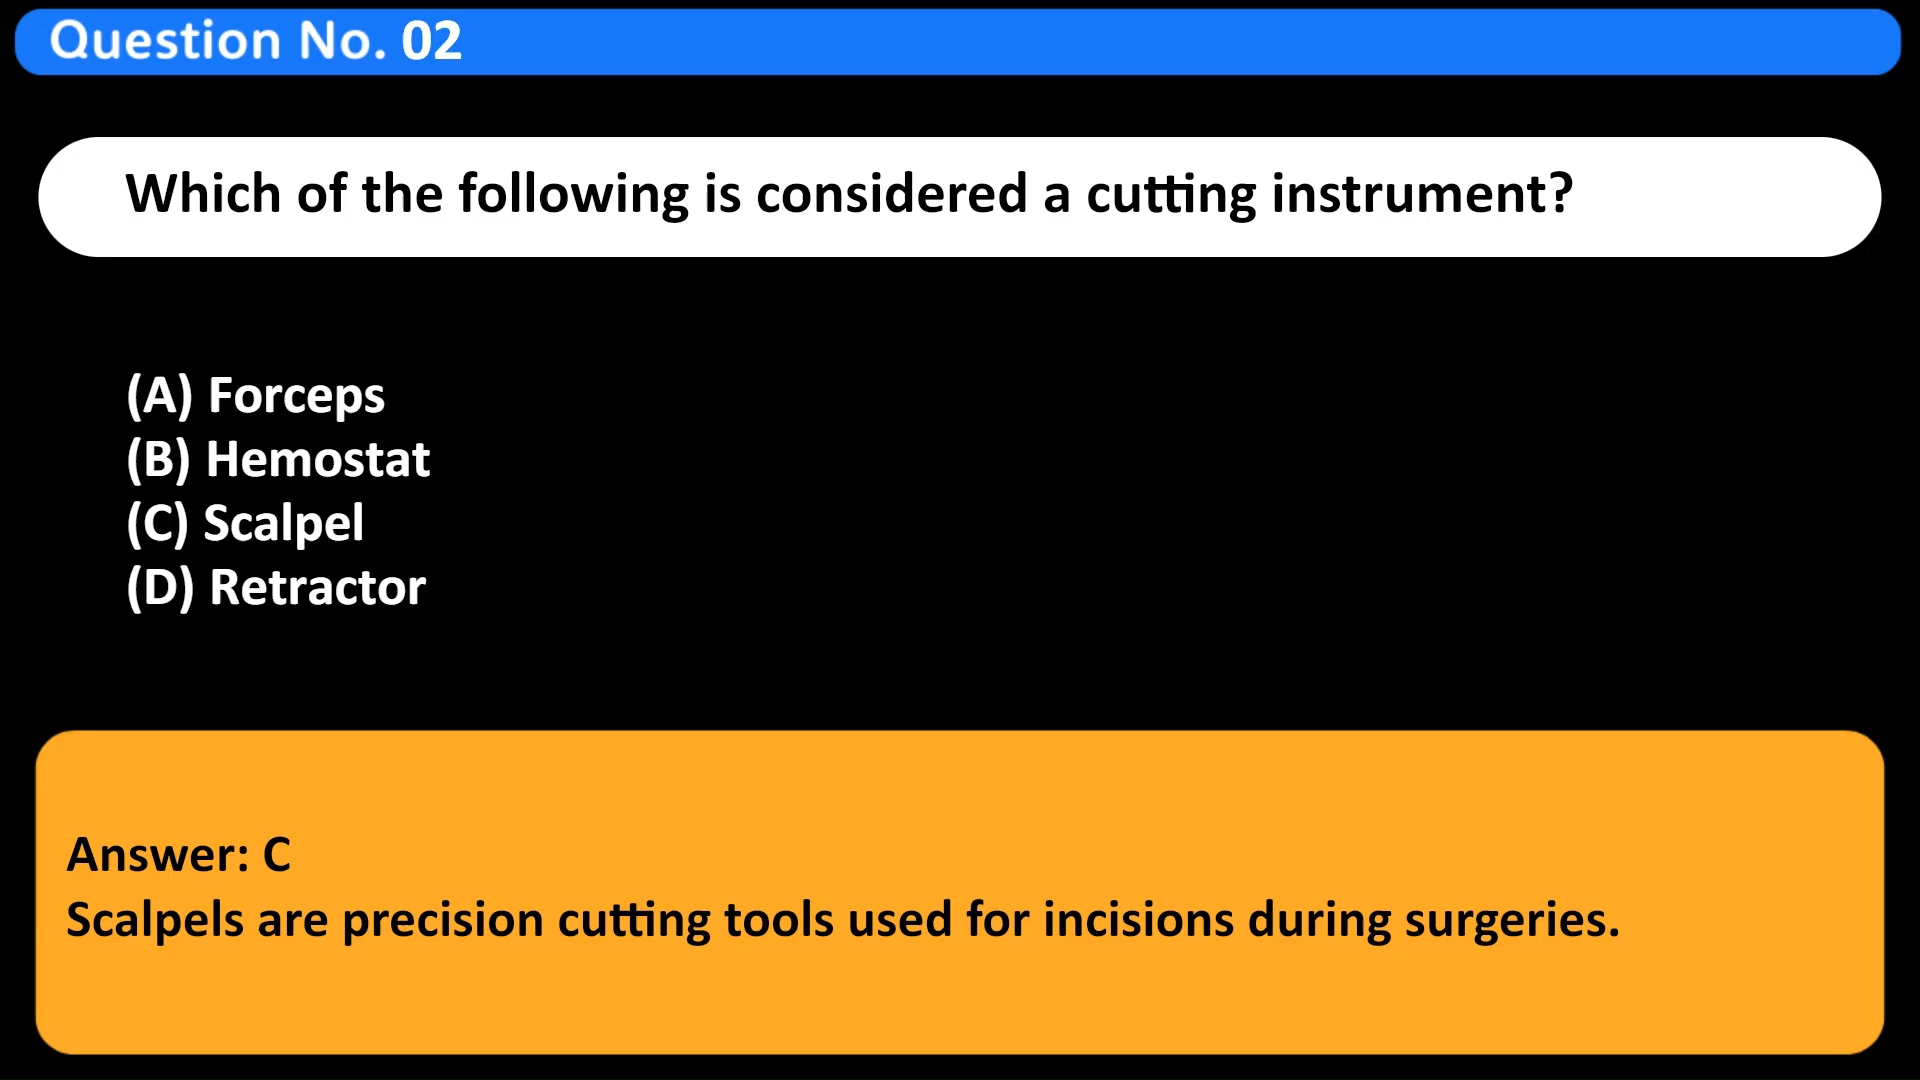 Question No. 02
Which of the following is considered a cutting instrument?
(A) Forceps
(B) Hemostat
(C) Scalpel
(D) Retractor
Answer: C
Scalpels are precision cutting tools used for incisions during surgeries.